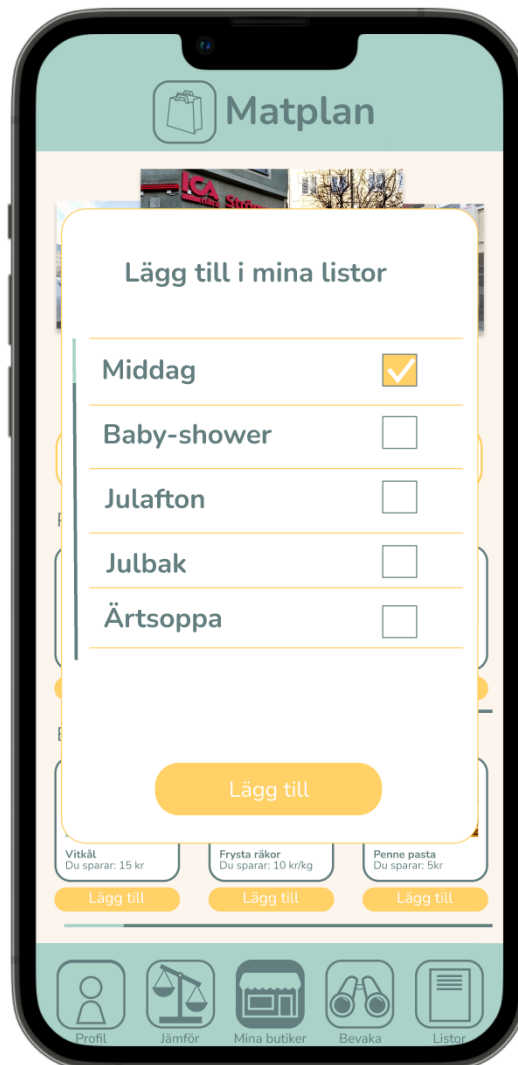 Matplan
ICA
Lägg till i mina listor
Middag
Baby-shower
Julafton
Julbak
Ärtsoppa
Lägg till
Vitkål
Du sparar: 15 kr
Frysta räkor
Du sparar: 10 kr/kg
Penne pasta
Du sparar: 5kr
Lägg till
Lägg till
Lägg till
Profil
Jämför
Mina butiker
Bevaka
Listor